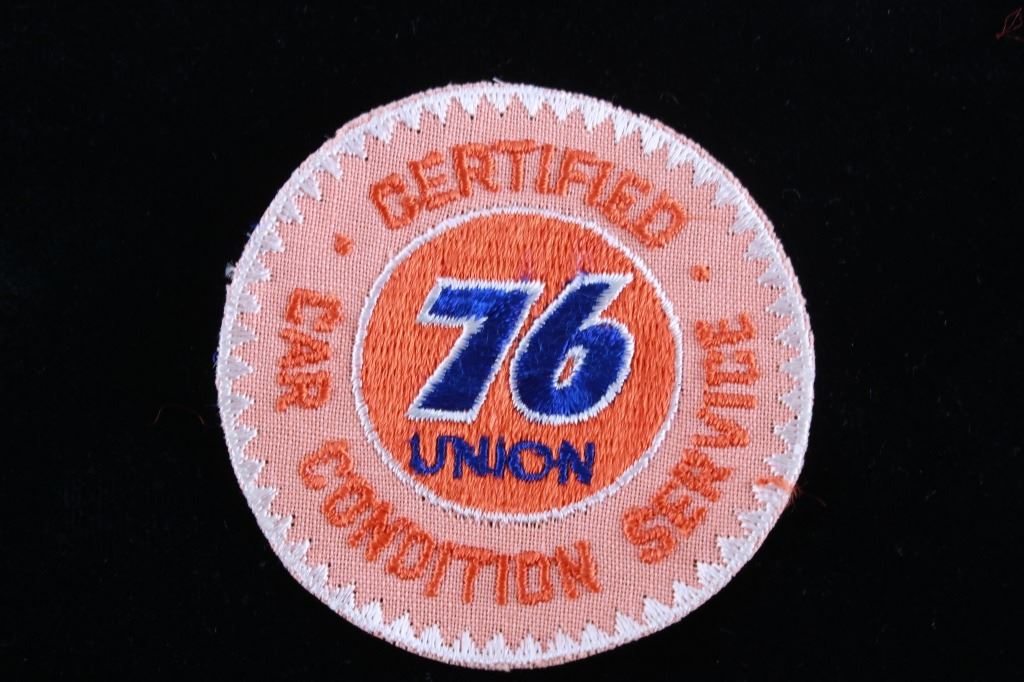 CERTIFIED
76
UNION
CAR CONDITION SERVICE